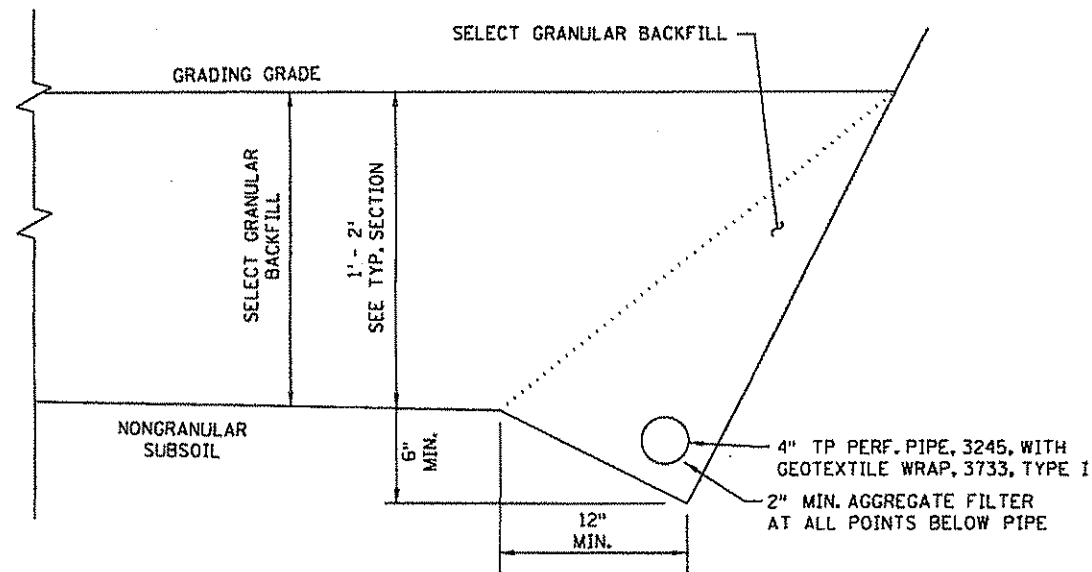 SELECT GRANULAR BACKFILL
GRADING GRADE
SELECT GRANULAR
BACKFILL
1' - 2'
SEE TYP. SECTION
NONGRANULAR
SUBSOIL
6"
MIN.
12"
MIN.
4" TP PERF. PIPE, 3245, WITH
GEOTEXTILE WRAP, 3733, TYPE I
2" MIN. AGGREGATE FILTER
AT ALL POINTS BELOW PIPE